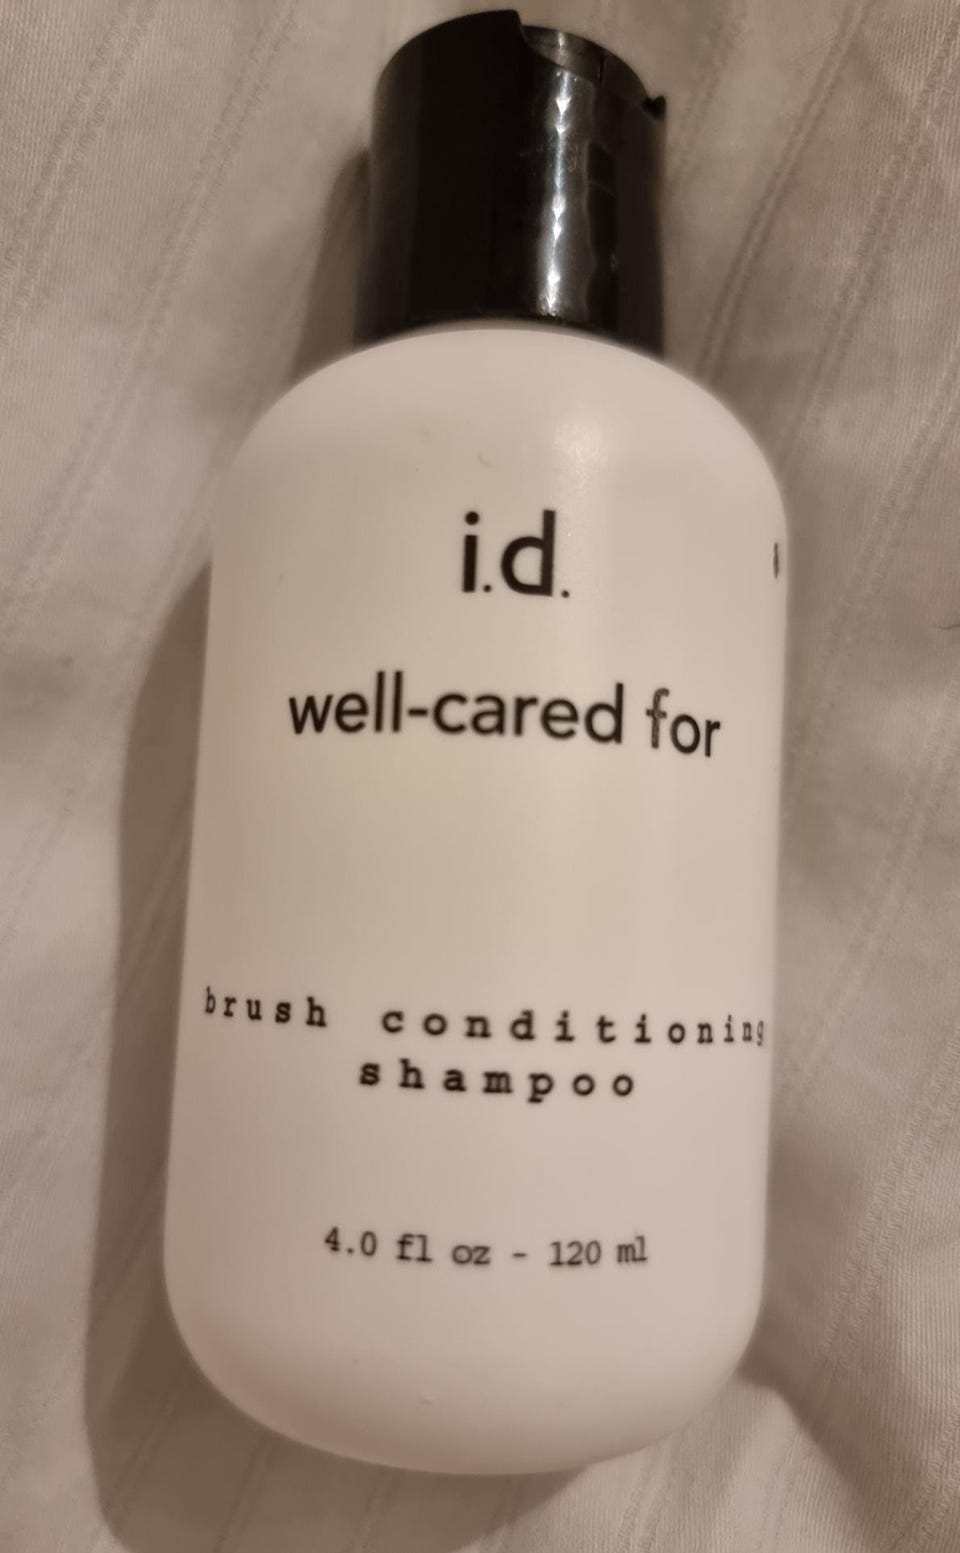 i.d.
well-cared for
brush conditioning
shampoo
4.0 fl oz - 120 ml